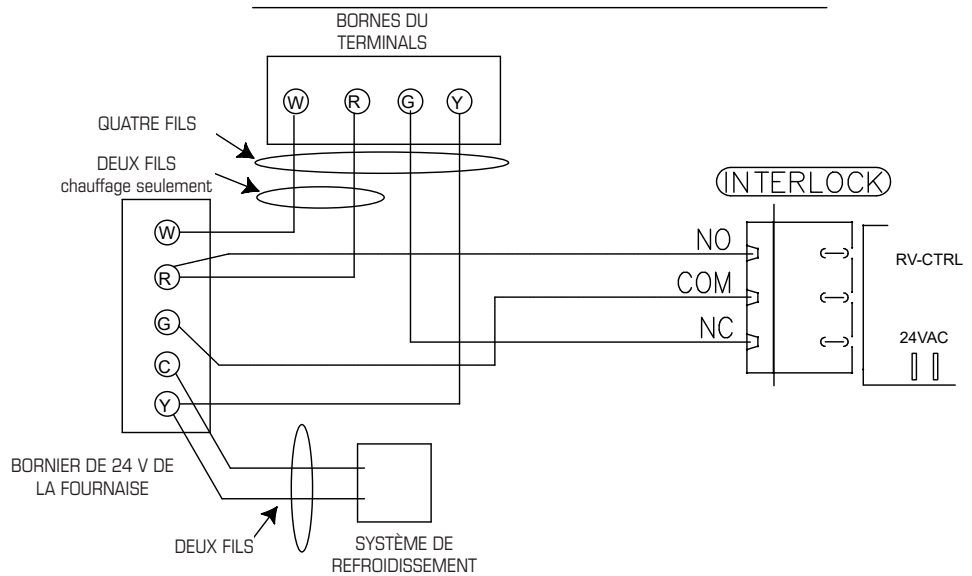 BORNES DU
TERMINALS
W R G Y
QUATRE FILS
DEUX FILS
chauffage seulement
INTERLOCK
W
R
G
C
Y
NO
COM
NC
RV-CTRL
24VAC
BORNIER DE 24 V DE
LA FOURNAISE
DEUX FILS
SYSTÈME DE
REFROIDISSEMENT